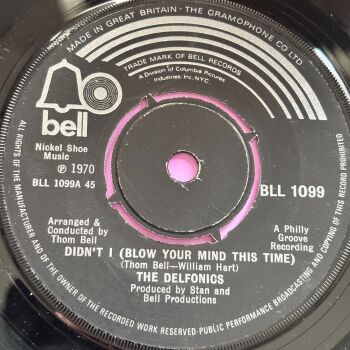 MADE IN GREAT BRITAIN · THE GRAMOPHONE CO LTD
TRADE MARK OF BELL RECORDS
A Division of Columbia Pictures
Industries, Inc. N.Y.C.
bell
Nickel Shoe
Music
℗ 1970
BLL 1099A 45
BLL 1099
Arranged &
Conducted by
Thom Bell
A Philly
Groove
Recording
DIDN'T I (BLOW YOUR MIND THIS TIME)
(Thom Bell—William Hart)
THE DELFONICS
Produced by Stan and
Bell Productions
ALL RIGHTS OF THE MANUFACTURER AND OF THE OWNER OF THE RECORDED WORK RESERVED·PUBLIC PERFORMANCE BROADCASTING AND COPYING OF THIS RECORD PROHIBITED